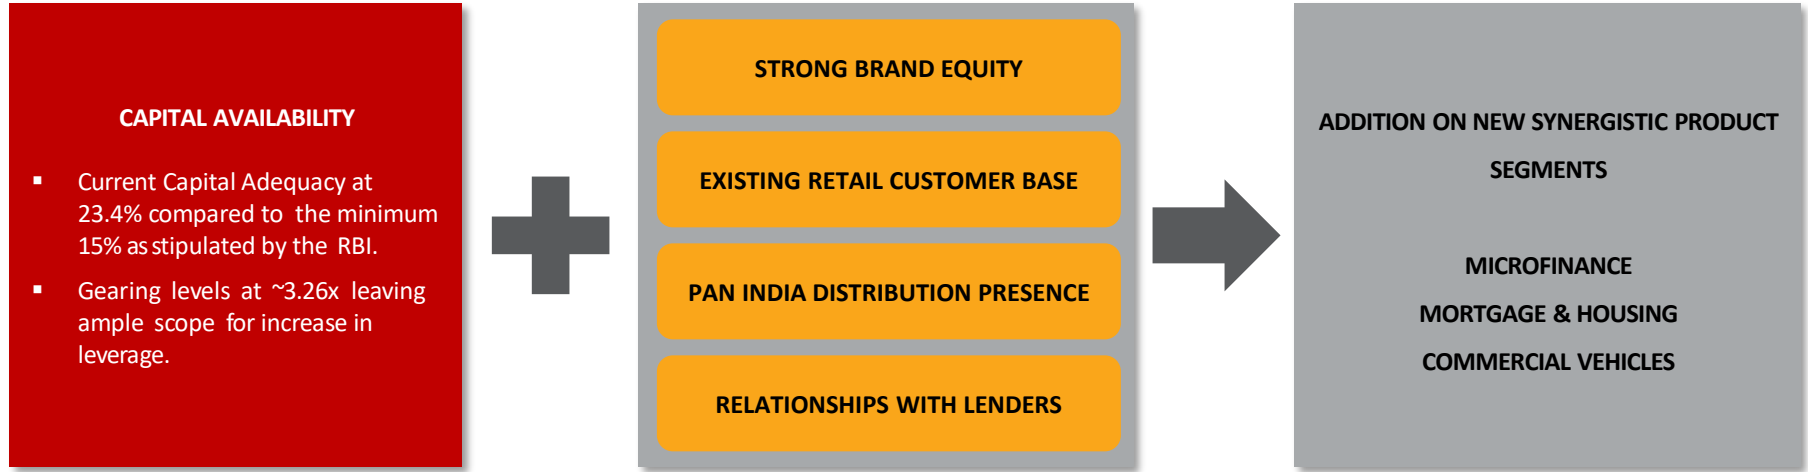 CAPITAL AVAILABILITY
▪ Current Capital Adequacy at
23.4% compared to the minimum
15% as stipulated by the RBI.
▪ Gearing levels at ~3.26x leaving
ample scope for increase in
leverage.
STRONG BRAND EQUITY
EXISTING RETAIL CUSTOMER BASE
PAN INDIA DISTRIBUTION PRESENCE
RELATIONSHIPS WITH LENDERS
ADDITION ON NEW SYNERGISTIC PRODUCT
SEGMENTS
MICROFINANCE
MORTGAGE & HOUSING
COMMERCIAL VEHICLES